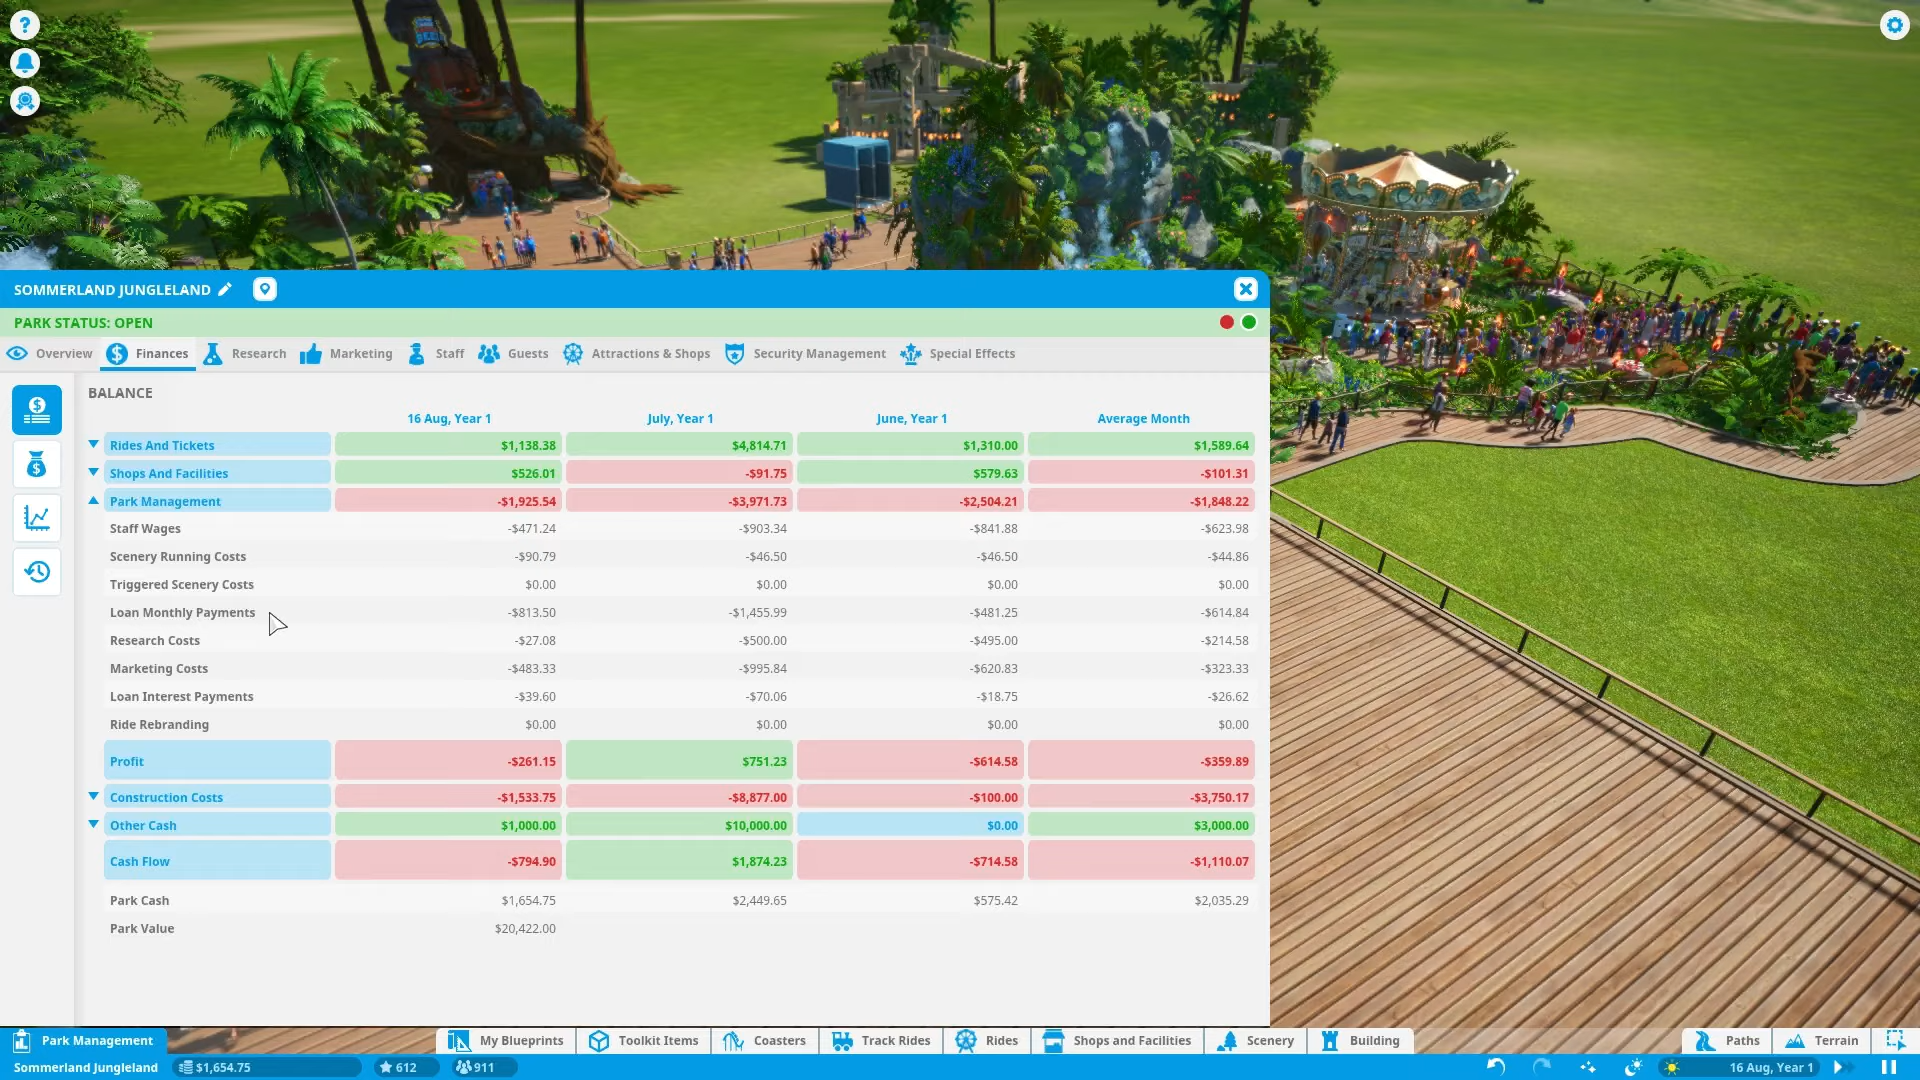 ?
SOMMERLAND JUNGLELAND
PARK STATUS: OPEN
Overview Finances Research Marketing Staff Guests Attractions & Shops Security Management Special Effects
BALANCE
16 Aug, Year 1 July, Year 1 June, Year 1 Average Month
Rides And Tickets $1,138.38 $4,814.71 $1,310.00 $1,589.64
Shops And Facilities $526.01 -$91.75 $579.63 -$101.31
Park Management -$1,925.54 -$3,971.73 -$2,504.21 -$1,848.22
Staff Wages -$471.24 -$903.34 -$841.88 -$623.98
Scenery Running Costs -$90.79 -$46.50 -$46.50 -$44.86
Triggered Scenery Costs $0.00 $0.00 $0.00 $0.00
Loan Monthly Payments -$813.50 -$1,455.99 -$481.25 -$614.84
Research Costs -$27.08 -$500.00 -$495.00 -$214.58
Marketing Costs -$483.33 -$995.84 -$620.83 -$323.33
Loan Interest Payments -$39.60 -$70.06 -$18.75 -$26.62
Ride Rebranding $0.00 $0.00 $0.00 $0.00
Profit -$261.15 $751.23 -$614.58 -$359.89
Construction Costs -$1,533.75 -$8,877.00 -$100.00 -$3,750.17
Other Cash $1,000.00 $10,000.00 $0.00 $3,000.00
Cash Flow -$794.90 $1,874.23 -$714.58 -$1,110.07
Park Cash $1,654.75 $2,449.65 $575.42 $2,035.29
Park Value $20,422.00
Park Management My Blueprints Toolkit Items Coasters Track Rides Rides Shops and Facilities Scenery Building Paths Terrain
Sommerland Jungleland $1,654.75 612 911 16 Aug, Year 1